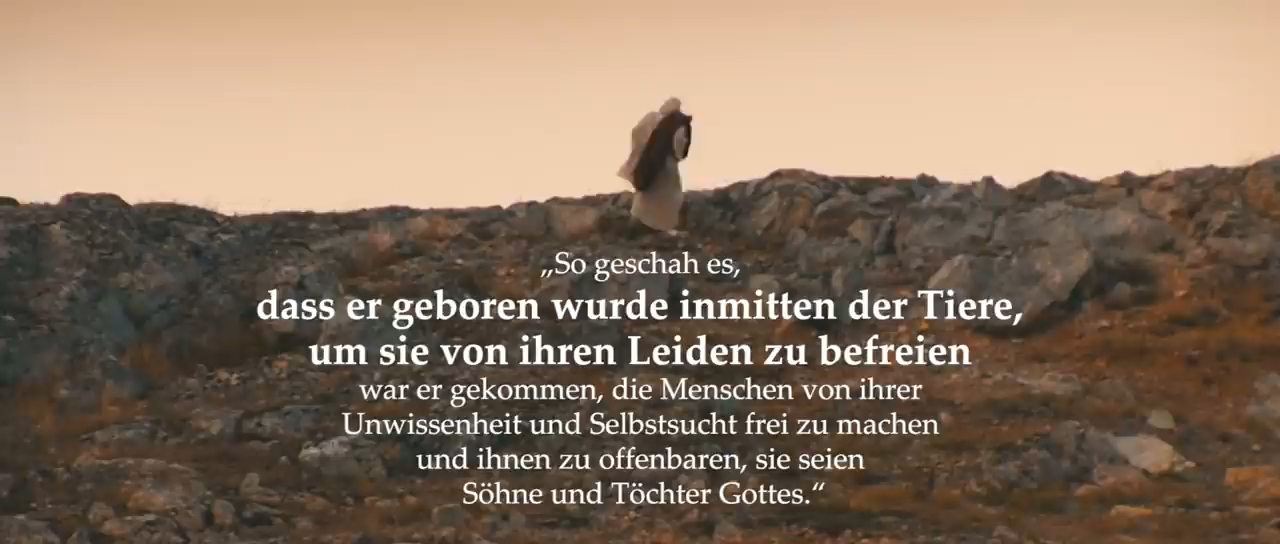 „So geschah es,
dass er geboren wurde inmitten der Tiere,
um sie von ihren Leiden zu befreien
war er gekommen, die Menschen von ihrer
Unwissenheit und Selbstsucht frei zu machen
und ihnen zu offenbaren, sie seien
Söhne und Töchter Gottes.“